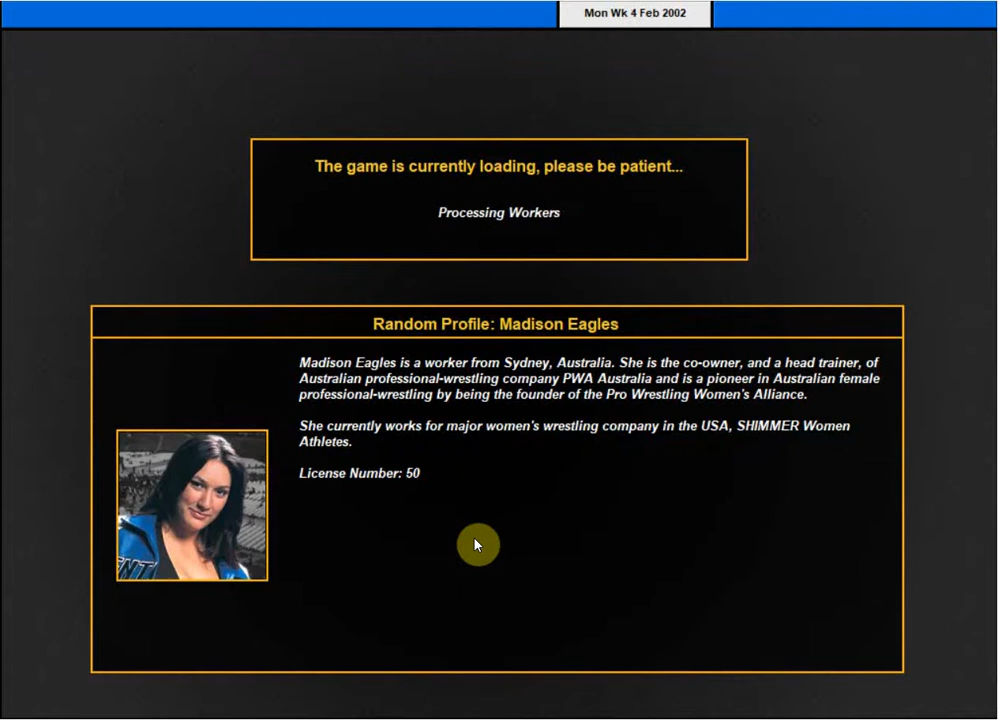 Mon Wk 4 Feb 2002
The game is currently loading, please be patient...
Processing Workers
Random Profile: Madison Eagles
Madison Eagles is a worker from Sydney, Australia. She is the co-owner, and a head trainer, of
Australian professional-wrestling company PWA Australia and is a pioneer in Australian female
professional-wrestling by being the founder of the Pro Wrestling Women's Alliance.
She currently works for major women's wrestling company in the USA, SHIMMER Women
Athletes.
License Number: 50
ENT